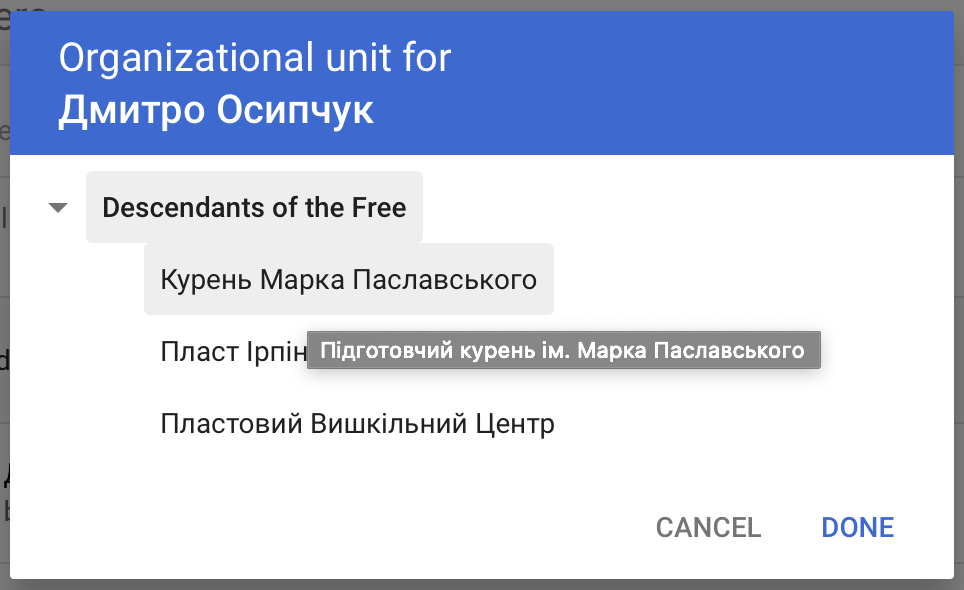 Organizational unit for
Дмитро Осипчук
Descendants of the Free
Курень Марка Паславського
Пласт Ірпін
Підготовчий курень ім. Марка Паславського
Пластовий Вишкільний Центр
CANCEL
DONE